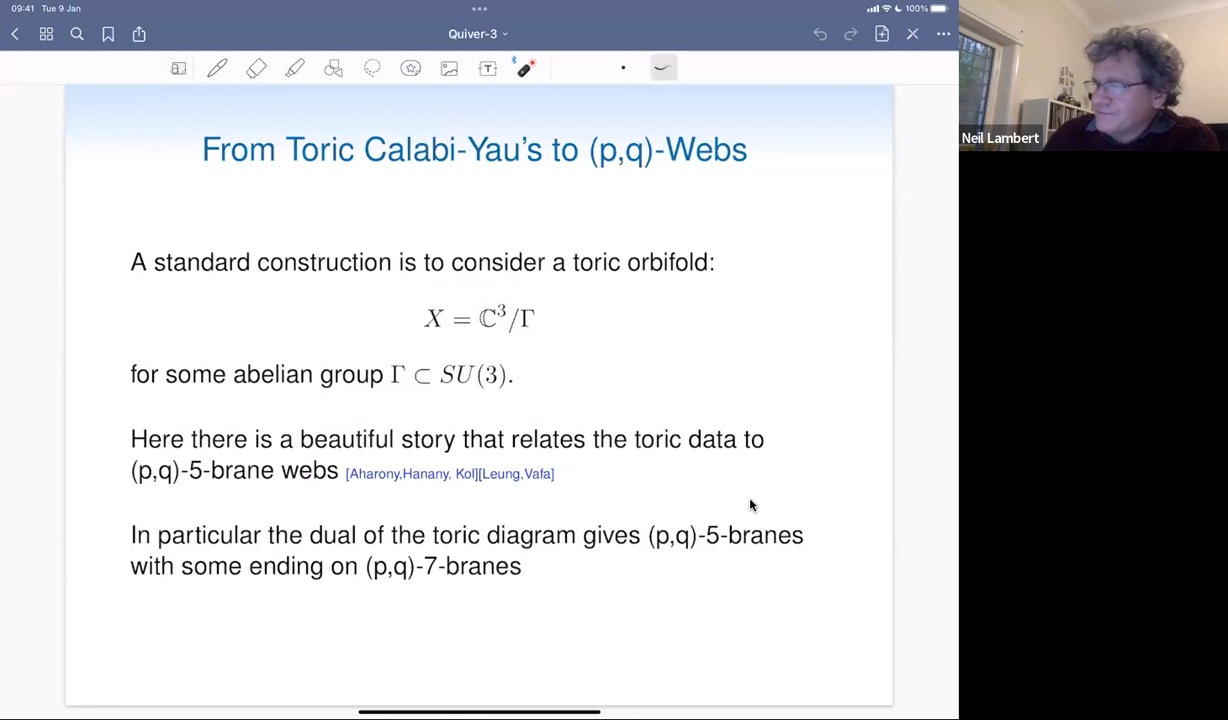 09:41 Tue 9 Jan
100%
Quiver-3
From Toric Calabi-Yau's to (p,q)-Webs
A standard construction is to consider a toric orbifold:
X = ℂ³/Γ
for some abelian group Γ ⊂ SU(3).
Here there is a beautiful story that relates the toric data to
(p,q)-5-brane webs [Aharony,Hanany, Kol][Leung,Vafa]
In particular the dual of the toric diagram gives (p,q)-5-branes
with some ending on (p,q)-7-branes
Neil Lambert